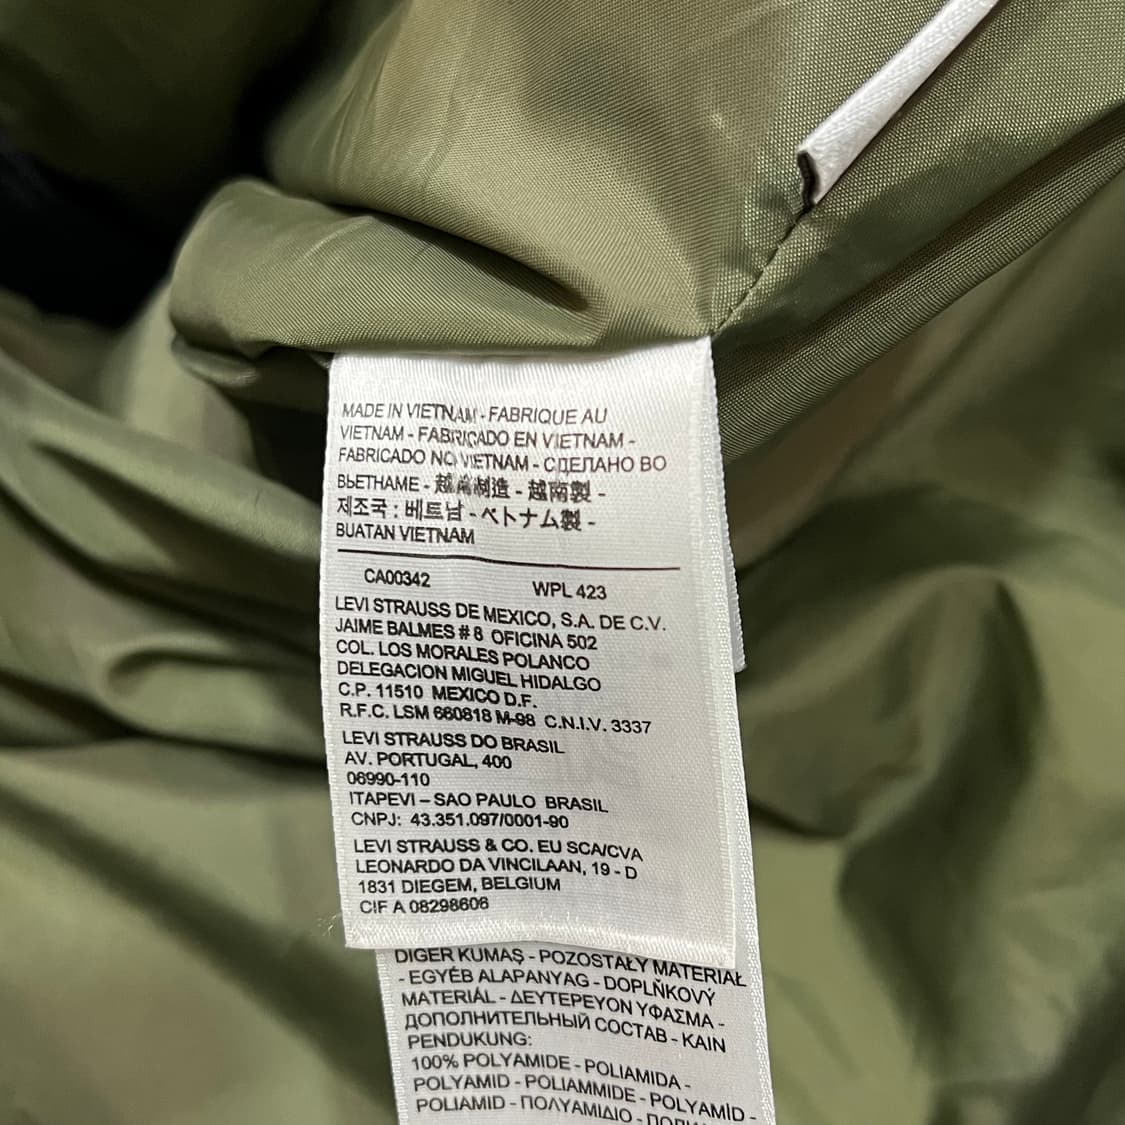 MADE IN VIETNAM - FABRIQUE AU
VIETNAM - FABRICADO EN VIETNAM -
FABRICADO NO VIETNAM - СДЕЛАНО ВО
ВЬЕТНАМЕ - 越南制造 - 越南製 -
제조국 : 베트남 - ベトナム製 -
BUATAN VIETNAM
CA00342 WPL 423
LEVI STRAUSS DE MEXICO, S.A. DE C.V.
JAIME BALMES # 8 OFICINA 502
COL. LOS MORALES POLANCO
DELEGACION MIGUEL HIDALGO
C.P. 11510 MEXICO D.F.
R.F.C. LSM 660818 M-98 C.N.I.V. 3337
LEVI STRAUSS DO BRASIL
AV. PORTUGAL, 400
06990-110
ITAPEVI – SAO PAULO BRASIL
CNPJ: 43.351.097/0001-90
LEVI STRAUSS & CO. EU SCA/CVA
LEONARDO DA VINCILAAN, 19 - D
1831 DIEGEM, BELGIUM
CIF A 08298606
DIGER KUMAŞ - POZOSTAŁY MATERIAŁ
- EGYÉB ALAPANYAG - DOPLŇKOVÝ
MATERIÁL - ΔΕΥΤΕΡΕΥΟΝ ΥΦΑΣΜΑ -
ДОПОЛНИТЕЛЬНЫЙ СОСТАВ - KAIN
PENDUKUNG:
100% POLYAMIDE - POLIAMIDA -
POLYAMID - POLIAMMIDE - POLYAMİD -
POLIAMID - ΠΟΛΥΑΜΙΔΙΟ -